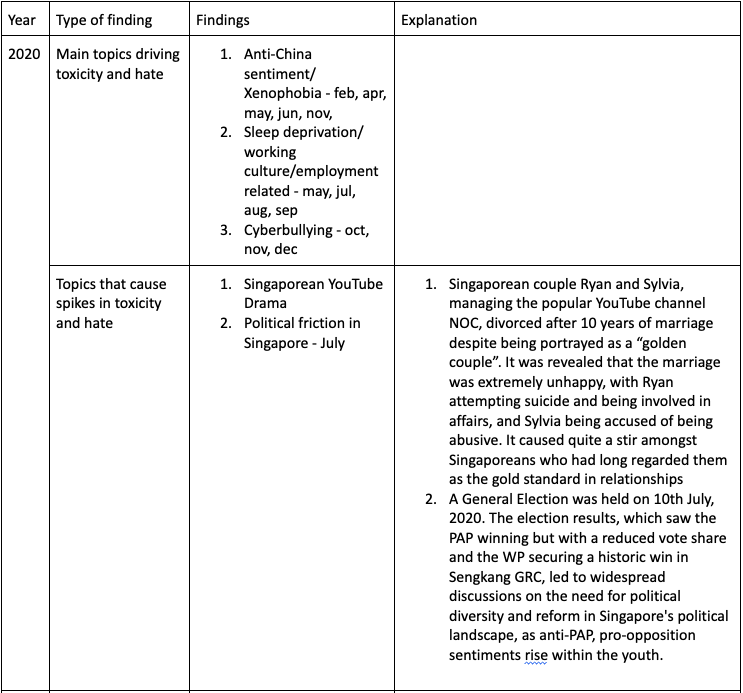 Year
Type of finding
Findings
Explanation
2020
Main topics driving
toxicity and hate
1. Anti-China
sentiment/
Xenophobia - feb, apr,
may, jun, nov,
2. Sleep deprivation/
working
culture/employment
related - may, jul,
aug, sep
3. Cyberbullying - oct,
nov, dec
Topics that cause
spikes in toxicity
and hate
1. Singaporean YouTube
Drama
2. Political friction in
Singapore - July
1. Singaporean couple Ryan and Sylvia,
managing the popular YouTube channel
NOC, divorced after 10 years of marriage
despite being portrayed as a “golden
couple”. It was revealed that the marriage
was extremely unhappy, with Ryan
attempting suicide and being involved in
affairs, and Sylvia being accused of being
abusive. It caused quite a stir amongst
Singaporeans who had long regarded them
as the gold standard in relationships
2. A General Election was held on 10th July,
2020. The election results, which saw the
PAP winning but with a reduced vote share
and the WP securing a historic win in
Sengkang GRC, led to widespread
discussions on the need for political
diversity and reform in Singapore's political
landscape, as anti-PAP, pro-opposition
sentiments rise within the youth.